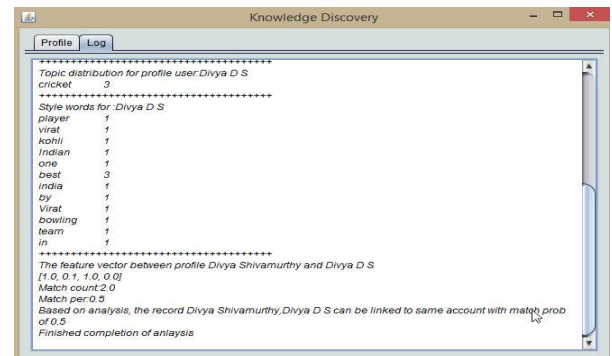 Knowledge Discovery
Profile Log
++++++++++++++++++++++++++++++++++++++
Topic distribution for profile user:Divya D S
cricket 3
++++++++++++++++++++++++++++++++++++++
Style words for :Divya D S
player 1
virat 1
kohli 1
Indian 1
one 1
best 3
india 1
by 1
Virat 1
bowling 1
team 1
in 1
++++++++++++++++++++++++++++++++++++++
The feature vector between profile Divya Shivamurthy and Divya D S
[1.0, 0.1, 1.0, 0.0]
Match count:2.0
Match per:0.5
Based on analysis, the record Divya Shivamurthy,Divya D S can be linked to same account with match prob
of 0.5
Finished completion of anlaysis